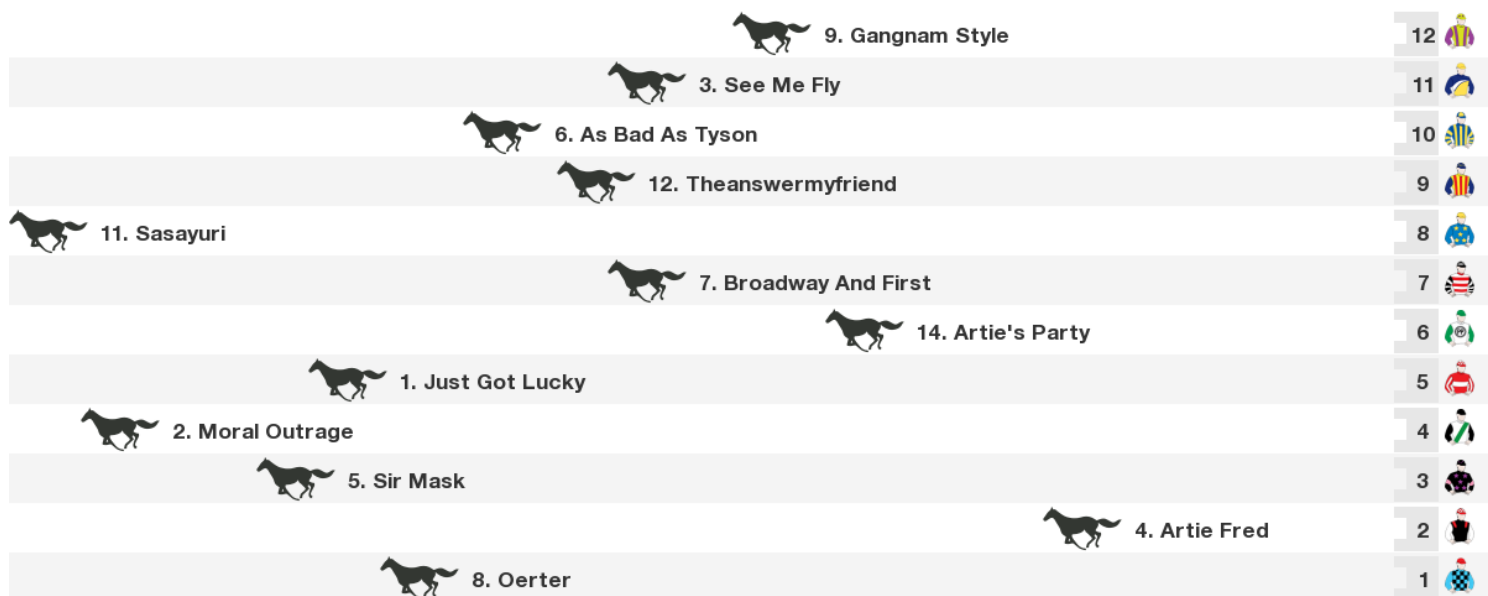 9. Gangnam Style 12
3. See Me Fly 11
6. As Bad As Tyson 10
12. Theanswermyfriend 9
11. Sasayuri 8
7. Broadway And First 7
14. Artie's Party 6
1. Just Got Lucky 5
2. Moral Outrage 4
5. Sir Mask 3
4. Artie Fred 2
8. Oerter 1